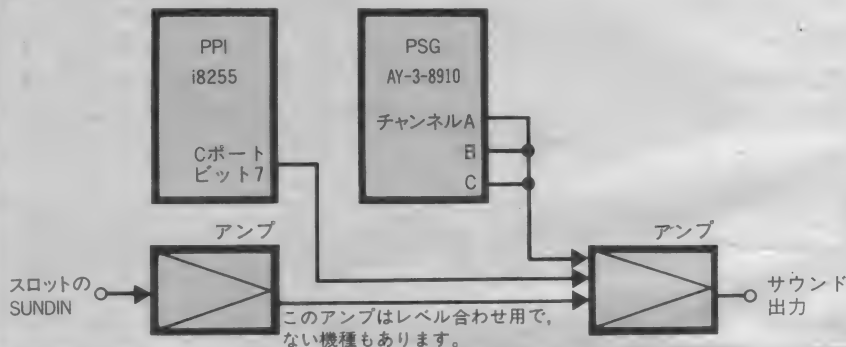 PPI
i8255
Cポート
ビット7
PSG
AY-3-8910
チャンネルA
B
C
アンプ
アンプ
スロットの
SUNDIN
このアンプはレベル合わせ用で,
ない機種もあります。
サウンド
出力